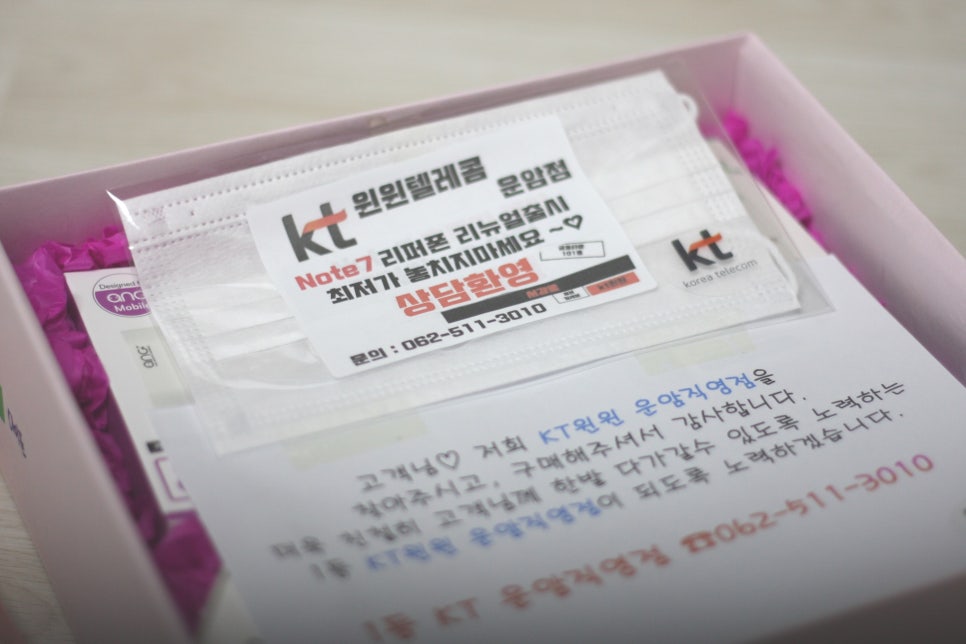 kt 윈윈텔레콤 운암점
Note7 리퍼폰 리뉴얼출시
최저가 놓치지마세요 ~♡
상담환영
문의 : 062-511-3010
kt
korea telecom
Designed
and
Mobile
고객님♡ 저희 KT윈윈 운암직영점을
찾아주시고, 구매해주셔서 감사합니다.
더욱 친절히 고객님께 한발 다가갈수 있도록 노력하는
1등 KT윈윈 운암직영점이 되도록 노력하겠습니다.
1등 KT 운암직영점 ☎062-511-3010